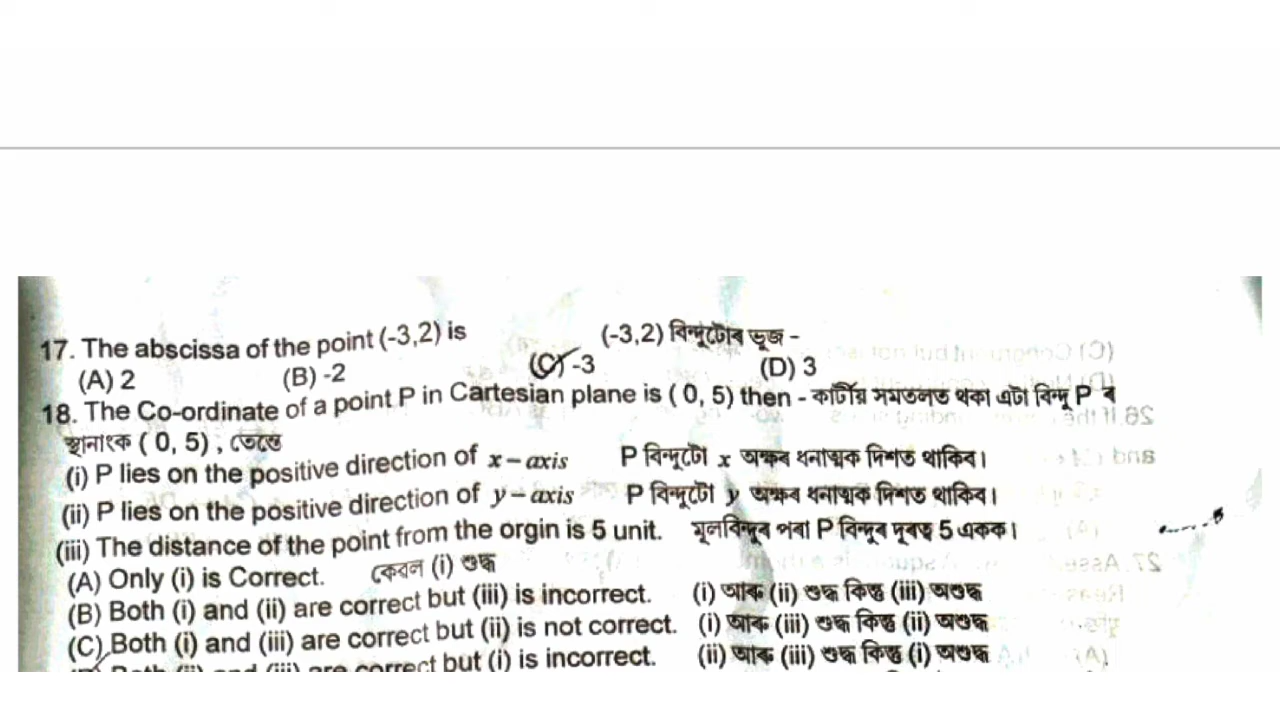 17. The abscissa of the point (-3,2) is (-3,2) বিন্দুটোৰ ভূজ -
(A) 2 (B) -2 (C) -3 (D) 3
18. The Co-ordinate of a point P in Cartesian plane is ( 0, 5) then - কার্টীয় সমতলত থকা এটা বিন্দু P ৰ
স্থানাংক ( 0, 5) , তেন্তে
(i) P lies on the positive direction of x – axis P বিন্দুটো x অক্ষৰ ধনাত্মক দিশত থাকিব।
(ii) P lies on the positive direction of y – axis P বিন্দুটো y অক্ষৰ ধনাত্মক দিশত থাকিব।
(iii) The distance of the point from the orgin is 5 unit. মূলবিন্দুৰ পৰা P বিন্দুৰ দূৰত্ব 5 একক।
(A) Only (i) is Correct. কেবল (i) শুদ্ধ
(B) Both (i) and (ii) are correct but (iii) is incorrect. (i) আৰু (ii) শুদ্ধ কিন্তু (iii) অশুদ্ধ
(C) Both (i) and (iii) are correct but (ii) is not correct. (i) আৰু (iii) শুদ্ধ কিন্তু (ii) অশুদ্ধ
Both (ii) and (iii) are correct but (i) is incorrect. (ii) আৰু (iii) শুদ্ধ কিন্তু (i) অশুদ্ধ